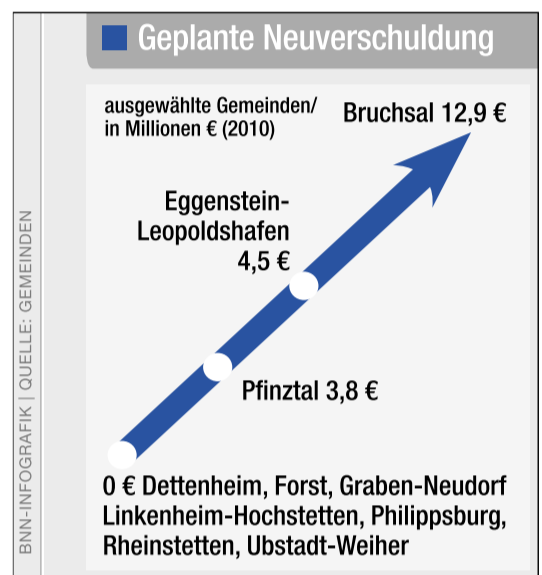 Geplante Neuverschuldung
ausgewählte Gemeinden/
in Millionen € (2010)
Bruchsal 12,9 €
Eggenstein-
Leopoldshafen
4,5 €
Pfinztal 3,8 €
0 € Dettenheim, Forst, Graben-Neudorf
Linkenheim-Hochstetten, Philippsburg,
Rheinstetten, Ubstadt-Weiher
BNN-INFOGRAFIK | QUELLE: GEMEINDEN